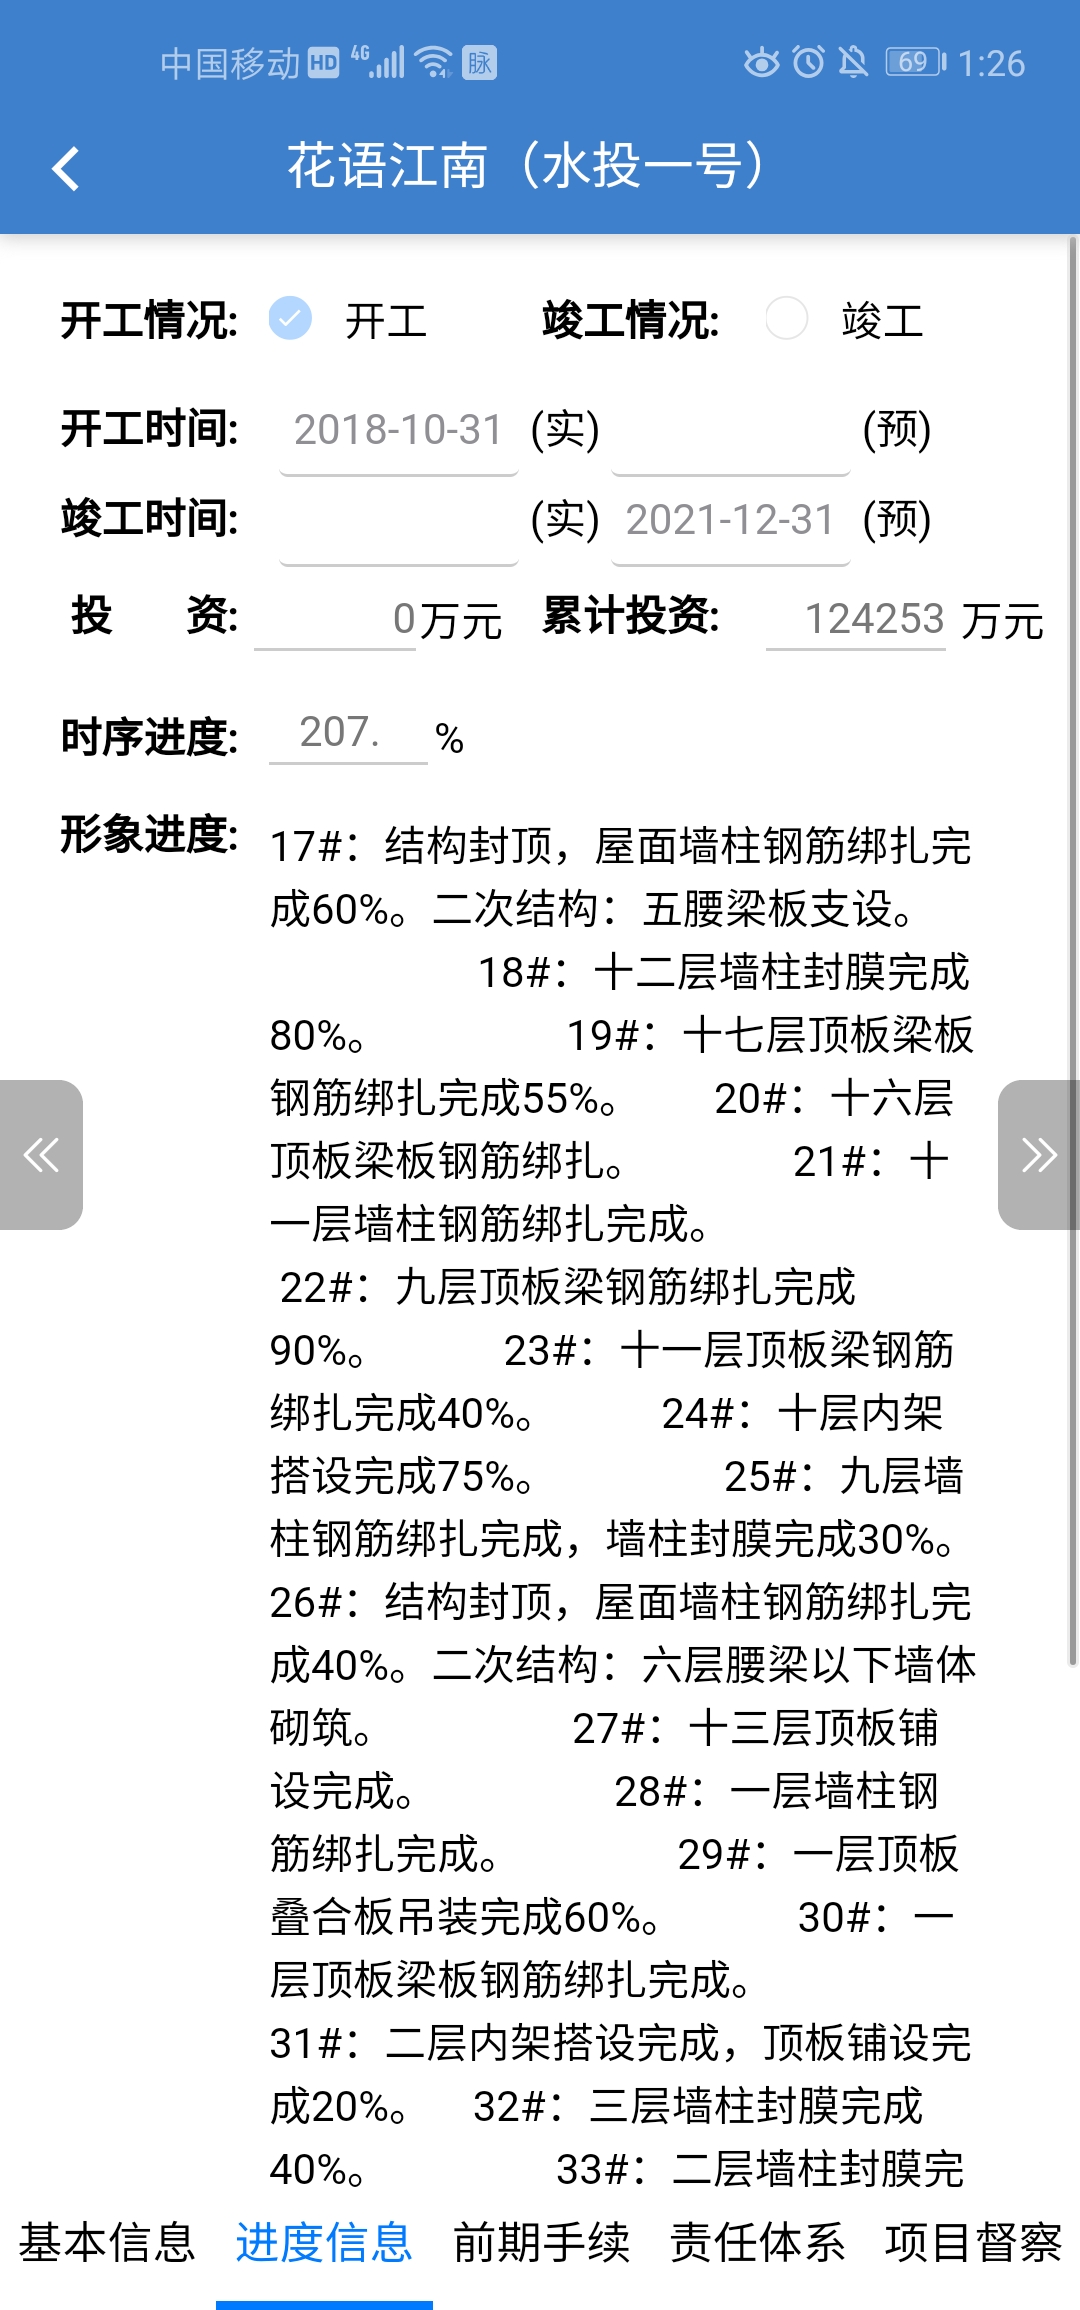 中国移动 HD 4G 脉 69 1:26
花语江南（水投一号）
开工情况: 开工 竣工情况: 竣工
开工时间: 2018-10-31 (实) (预)
竣工时间: (实) 2021-12-31 (预)
投 资: 0万元 累计投资: 124253 万元
时序进度: 207. %
形象进度: 17#：结构封顶，屋面墙柱钢筋绑扎完
成60%。二次结构：五腰梁板支设。
18#：十二层墙柱封膜完成
80%。 19#：十七层顶板梁板
钢筋绑扎完成55%。 20#：十六层
顶板梁板钢筋绑扎。 21#：十
一层墙柱钢筋绑扎完成。
22#：九层顶板梁钢筋绑扎完成
90%。 23#：十一层顶板梁钢筋
绑扎完成40%。 24#：十层内架
搭设完成75%。 25#：九层墙
柱钢筋绑扎完成，墙柱封膜完成30%。
26#：结构封顶，屋面墙柱钢筋绑扎完
成40%。二次结构：六层腰梁以下墙体
砌筑。 27#：十三层顶板铺
设完成。 28#：一层墙柱钢
筋绑扎完成。 29#：一层顶板
叠合板吊装完成60%。 30#：一
层顶板梁板钢筋绑扎完成。
31#：二层内架搭设完成，顶板铺设完
成20%。 32#：三层墙柱封膜完成
40%。 33#：二层墙柱封膜完
基本信息 进度信息 前期手续 责任体系 项目督察